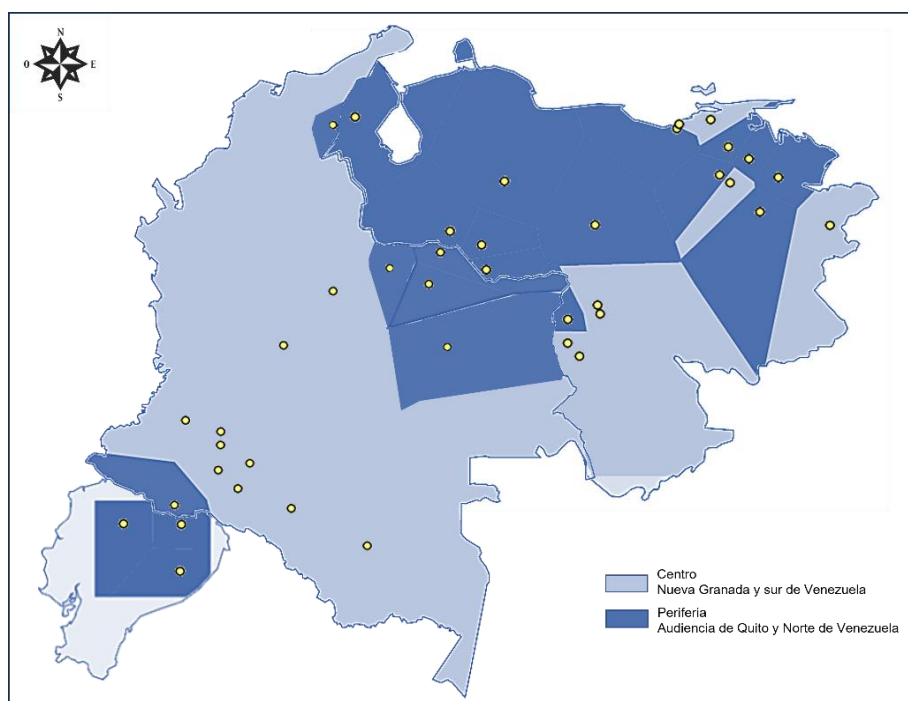 N
O E
S
Centro
Nueva Granada y sur de Venezuela
Periferia
Audiencia de Quito y Norte de Venezuela